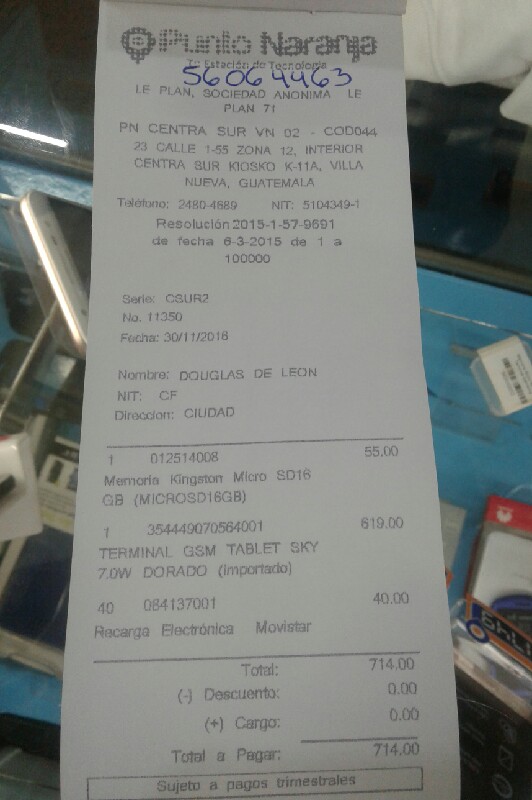 Punto Naranja
Tu Estación de Tecnología
56064463
LE PLAN, SOCIEDAD ANONIMA LE
PLAN 71
PN CENTRA SUR VN 02 - COD044
23 CALLE 1-55 ZONA 12, INTERIOR
CENTRA SUR KIOSKO K-11A, VILLA
NUEVA, GUATEMALA
Teléfono: 2480-4889 NIT: 5104349-1
Resolución 2015-1-57-9691
de fecha 6-3-2015 de 1 a
100000
Serie: CSUR2
No. 11350
Fecha: 30/11/2016
Nombre: DOUGLAS DE LEON
NIT: CF
Direccion: CIUDAD
1 012514008 55.00
Memoria Kingston Micro SD16
GB (MICROSD16GB)
1 354449070564001 619.00
TERMINAL GSM TABLET SKY
7.0W DORADO (importado)
40 084137001 40.00
Recarga Electrónica Movistar
Total: 714.00
(-) Descuento: 0.00
(+) Cargo: 0.00
Total a Pagar: 714.00
Sujeto a pagos trimestrales